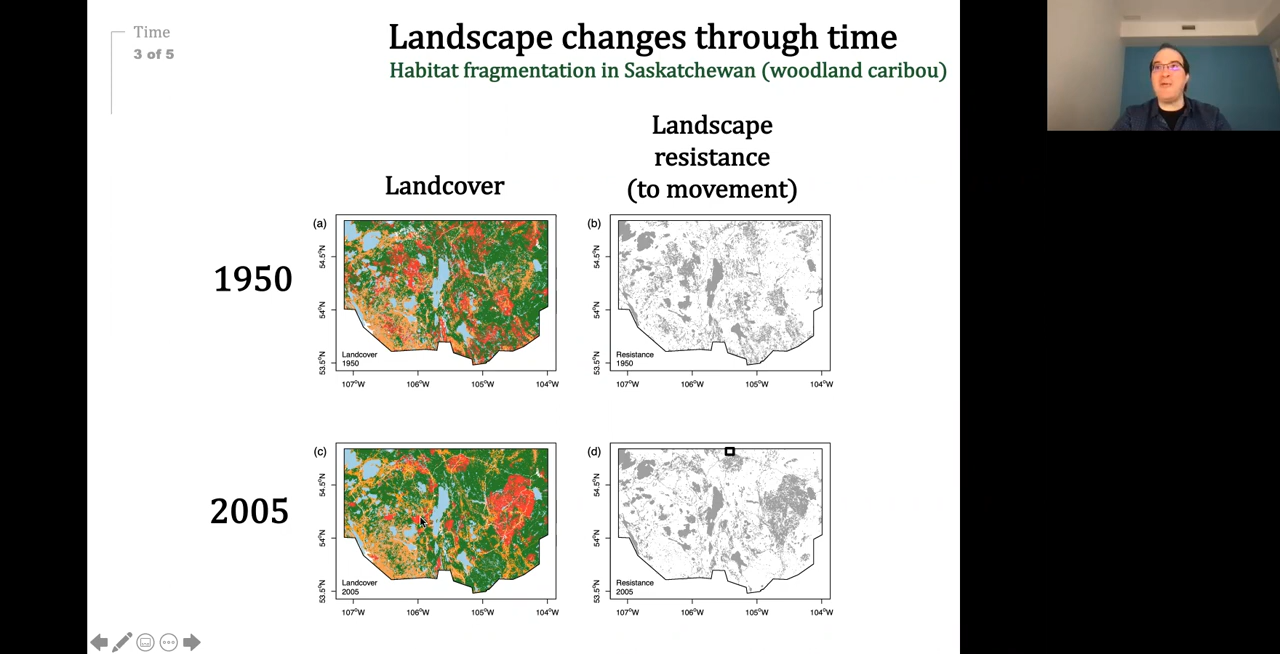 Time
3 of 5
Landscape changes through time
Habitat fragmentation in Saskatchewan (woodland caribou)
Landcover
Landscape
resistance
(to movement)
1950
(a)
54.5°N
54°N
53.5°N
Landcover
1950
107°W
106°W
105°W
104°W
(b)
54.5°N
54°N
53.5°N
Resistance
1950
107°W
106°W
105°W
104°W
2005
(c)
54.5°N
54°N
53.5°N
Landcover
2005
107°W
106°W
105°W
104°W
(d)
54.5°N
54°N
53.5°N
Resistance
2005
107°W
106°W
105°W
104°W